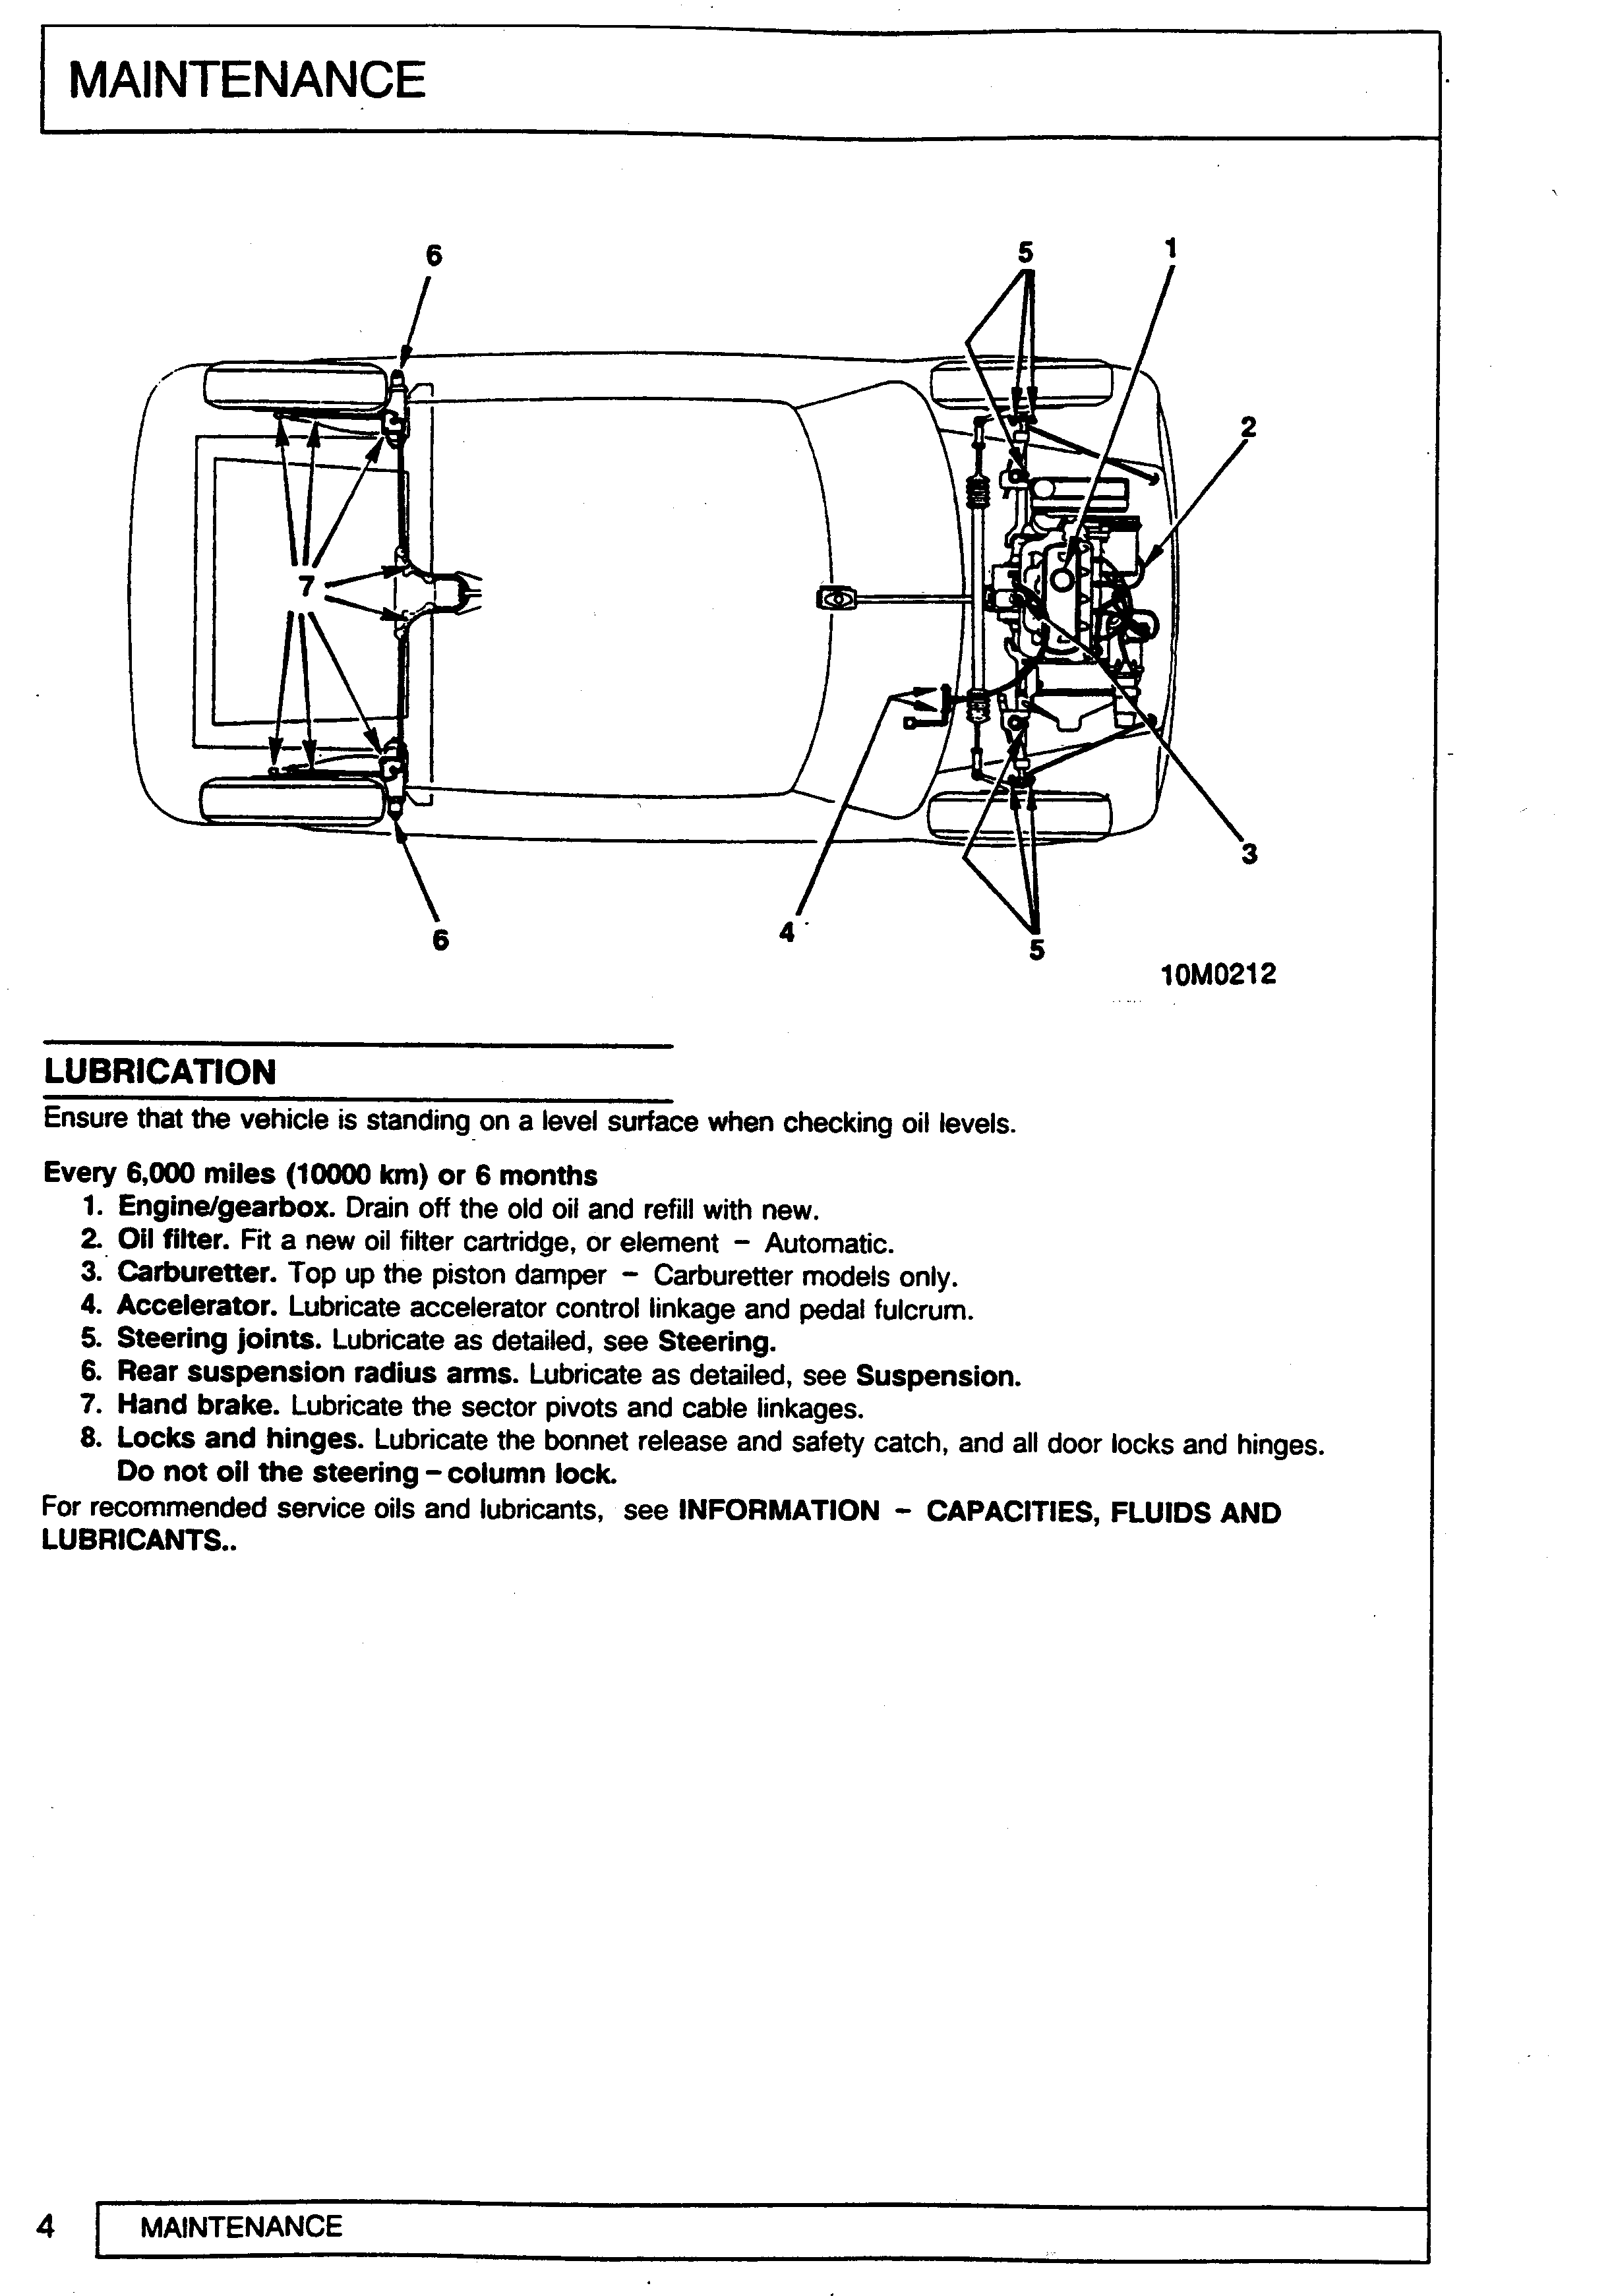 MAINTENANCE
6
5
1
2
7
4
3
6
5
10M0212
LUBRICATION
Ensure that the vehicle is standing on a level surface when checking oil levels.
Every 6,000 miles (10000 km) or 6 months
1. Engine/gearbox. Drain off the old oil and refill with new.
2. Oil filter. Fit a new oil filter cartridge, or element – Automatic.
3. Carburetter. Top up the piston damper – Carburetter models only.
4. Accelerator. Lubricate accelerator control linkage and pedal fulcrum.
5. Steering joints. Lubricate as detailed, see Steering.
6. Rear suspension radius arms. Lubricate as detailed, see Suspension.
7. Hand brake. Lubricate the sector pivots and cable linkages.
8. Locks and hinges. Lubricate the bonnet release and safety catch, and all door locks and hinges.
Do not oil the steering – column lock.
For recommended service oils and lubricants, see INFORMATION – CAPACITIES, FLUIDS AND
LUBRICANTS..
4 MAINTENANCE